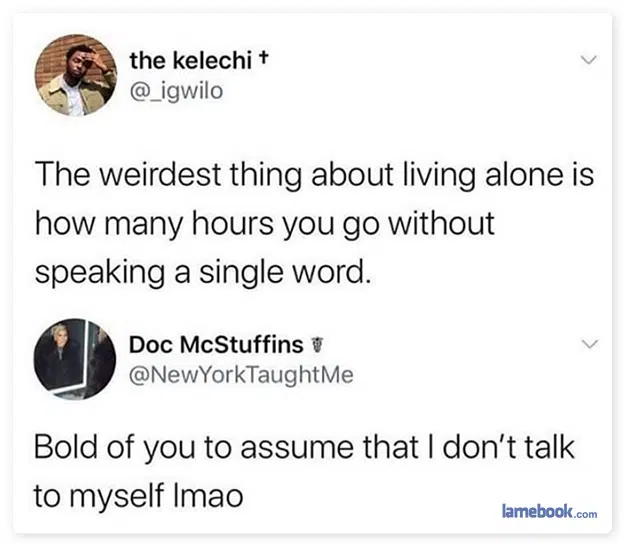 the kelechi ✝
@_igwilo
The weirdest thing about living alone is
how many hours you go without
speaking a single word.
Doc McStuffins
@NewYorkTaughtMe
Bold of you to assume that I don't talk
to myself lmao
lamebook.com